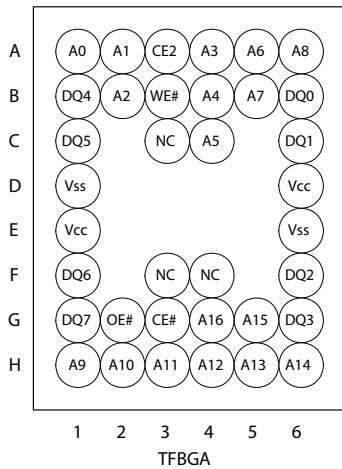 A A0 A1 CE2 A3 A6 A8
B DQ4 A2 WE# A4 A7 DQ0
C DQ5 NC A5 DQ1
D Vss Vcc
E Vcc Vss
F DQ6 NC NC DQ2
G DQ7 OE# CE# A16 A15 DQ3
H A9 A10 A11 A12 A13 A14
1 2 3 4 5 6
TFBGA